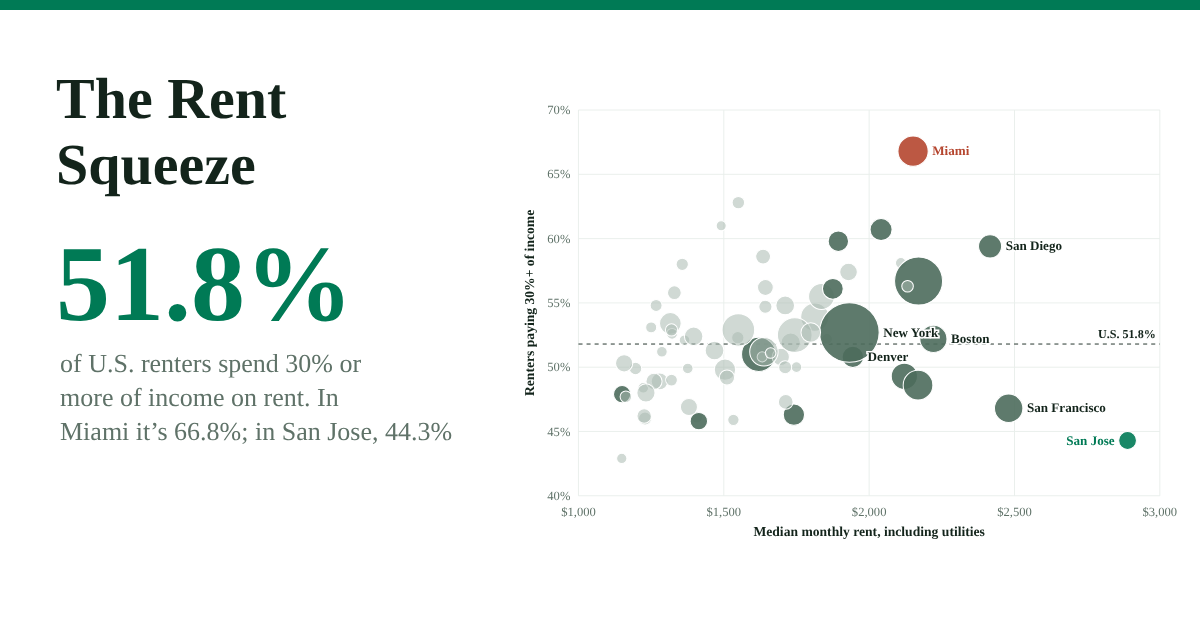 The Rent
Squeeze
51.8%
of U.S. renters spend 30% or
more of income on rent. In
Miami it’s 66.8%; in San Jose, 44.3%
Renters paying 30%+ of income
70%
65%
60%
55%
50%
45%
40%
Miami
San Diego
New York
Boston
U.S. 51.8%
Denver
San Francisco
San Jose
$1,000
$1,500
$2,000
$2,500
$3,000
Median monthly rent, including utilities